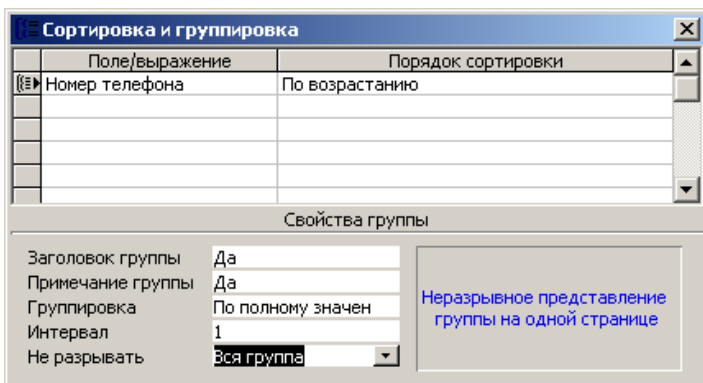 Сортировка и группировка
Поле/выражение Порядок сортировки
Номер телефона По возрастанию
Свойства группы
Заголовок группы Да
Примечание группы Да
Группировка По полному значен
Интервал 1
Не разрывать Вся группа
Неразрывное представление
группы на одной странице